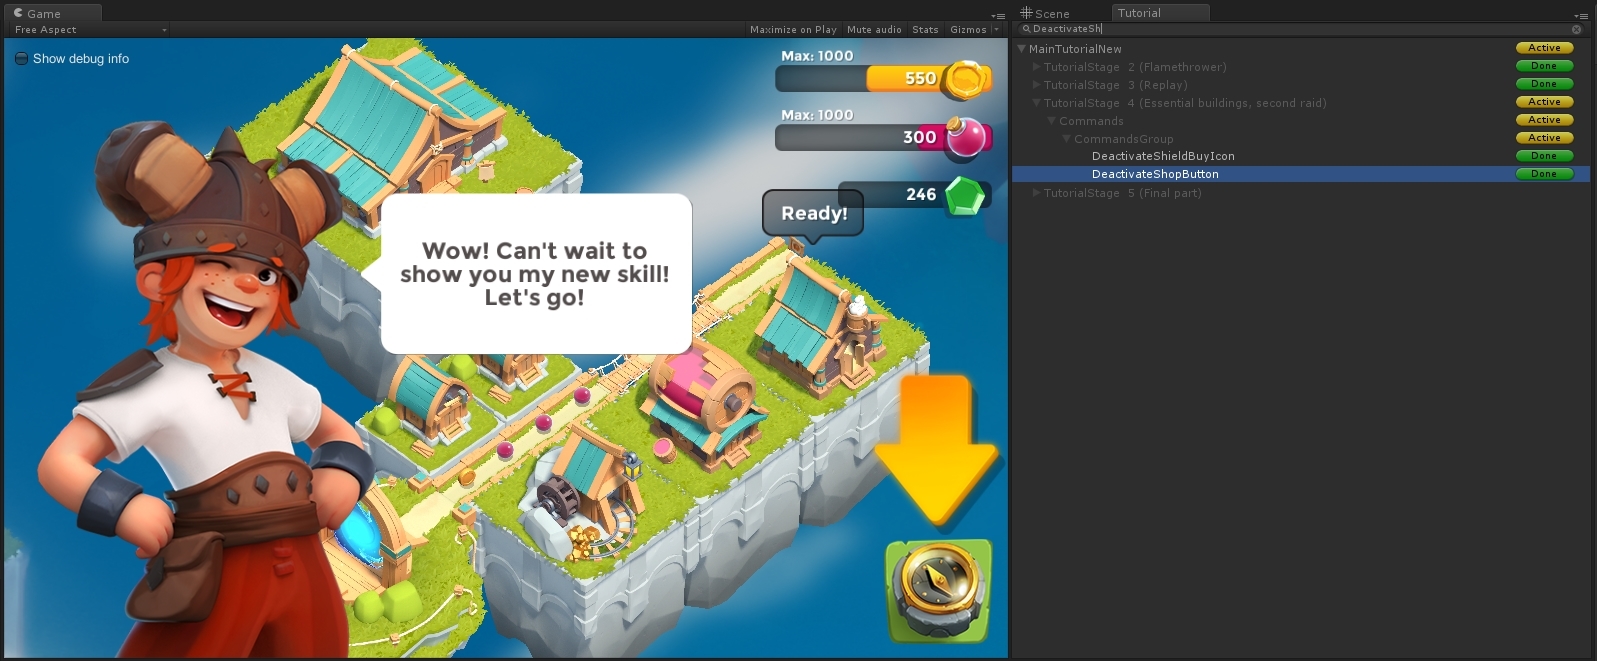 Game
Free Aspect
Maximize on Play Mute audio Stats Gizmos
Show debug info
Max: 1000
550
Max: 1000
300
246
Ready!
Wow! Can't wait to
show you my new skill!
Let's go!
Scene
Tutorial
DeactivateSh
MainTutorialNew Active
TutorialStage 2 (Flamethrower) Done
TutorialStage 3 (Replay) Done
TutorialStage 4 (Essential buildings, second raid) Active
Commands Active
CommandsGroup Active
DeactivateShieldBuyIcon Done
DeactivateShopButton Done
TutorialStage 5 (Final part)